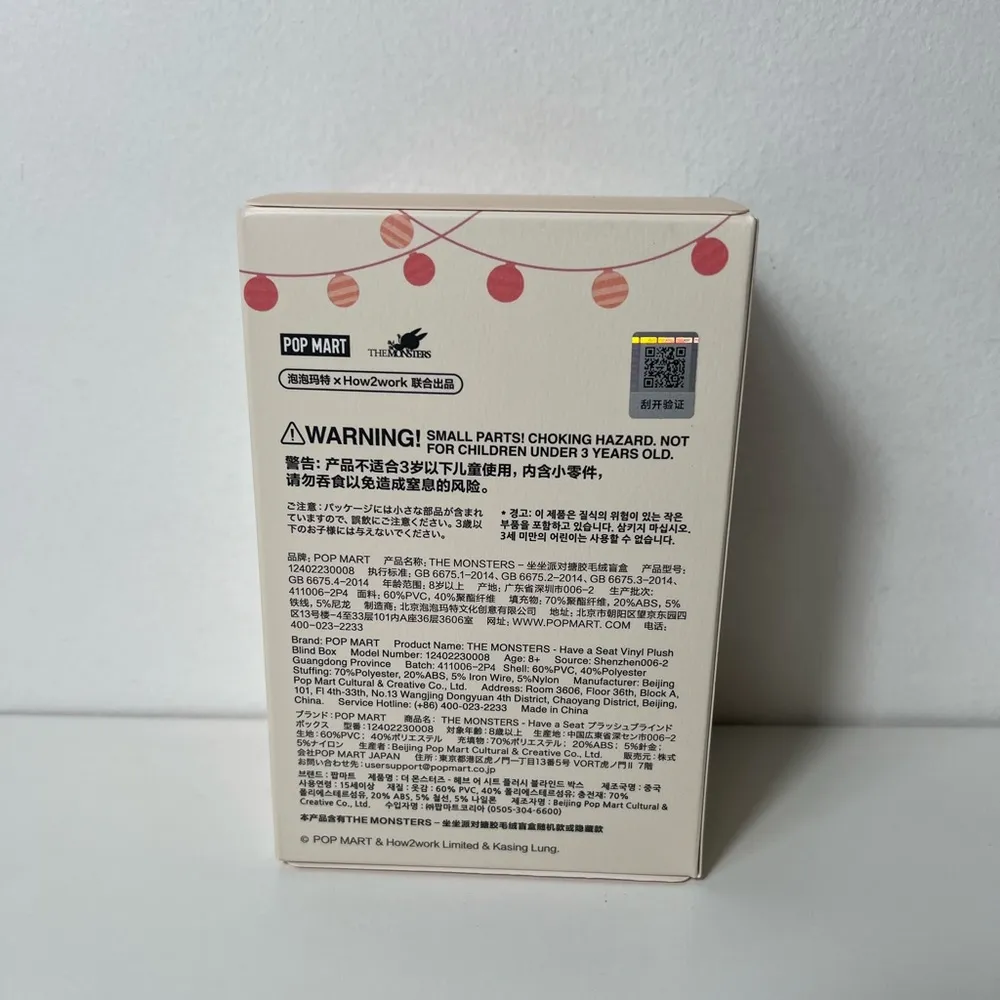 POP MART THE MONSTERS
泡泡玛特 × How2work 联合出品
刮开验证
WARNING! SMALL PARTS! CHOKING HAZARD. NOT
FOR CHILDREN UNDER 3 YEARS OLD.
警告: 产品不适合3岁以下儿童使用, 内含小零件,
请勿吞食以免造成窒息的风险。
ご注意: パッケージには小さな部品が含まれ
ていますので、誤飲にご注意ください。3歳以
下のお子様には与えないでください。
* 경고: 이 제품은 질식의 위험이 있는 작은
부품을 포함하고 있습니다. 삼키지 마십시오.
3세 미만의 어린이는 사용할 수 없습니다.
品牌: POP MART 产品名称: THE MONSTERS – 坐坐派对搪胶毛绒盲盒 产品型号:
12402230008 执行标准: GB 6675.1–2014、GB 6675.2–2014、GB 6675.3–2014、
GB 6675.4–2014 年龄范围: 8岁以上 产地: 广东省深圳市006–2 生产批次:
411006–2P4 面料: 60%PVC, 40%聚酯纤维 填充物: 70%聚酯纤维, 20%ABS, 5%
铁线, 5%尼龙 制造商: 北京泡泡玛特文化创意有限公司 地址: 北京市朝阳区望京东园四
区13号楼–4至33层101内A座36层3606室 网址: WWW.POPMART. COM 电话:
400–023–2233
Brand: POP MART Product Name: THE MONSTERS - Have a Seat Vinyl Plush
Blind Box Model Number: 12402230008 Age: 8+ Source: Shenzhen006-2
Guangdong Province Batch: 411006-2P4 Shell: 60%PVC, 40%Polyester
Stuffing: 70%Polyester, 20%ABS, 5% Iron Wire, 5%Nylon Manufacturer: Beijing
Pop Mart Cultural & Creative Co., Ltd. Address: Room 3606, Floor 36th, Block A,
101, Fl 4th-33th, No.13 Wangjing Dongyuan 4th District, Chaoyang District, Beijing,
China. Service Hotline: (+86) 400-023-2233 Made in China
ブランド: POP MART 商品名: THE MONSTERS - Have a Seat プラッシュブラインド
ボックス 型番: 12402230008 対象年齢: 8歳以上 生産地: 中国広東省深セン市006–2
生地: 60%PVC; 40%ポリエステル 充填物: 70%ポリエステル; 20%ABS; 5%針金;
5%ナイロン 生産者: Beijing Pop Mart Cultural & Creative Co., Ltd. 販売元: 株式
会社POP MART JAPAN 住所: 東京都港区虎ノ門一丁目13番5号 VORT虎ノ門Ⅱ 7階
お問い合わせ先: usersupport@popmart.co.jp
브랜드 : 팝마트 제품명 : 더 몬스터즈 - 해브 어 시트 플러시 블라인드 박스 제조국명 : 중국
사용연령 : 15세이상 재질 : 옷감 : 60% PVC, 40% 폴리에스테르섬유: 충전재: 70%
폴리에스테르섬유, 20% ABS, 5% 철선, 5% 나일론 제조자명 : Beijing Pop Mart Cultural &
Creative Co., Ltd. 수입자명 : ㈜팝마트코리아 (0505-304-6600)
本产品含有THE MONSTERS – 坐坐派对搪胶毛绒盲盒随机款或隐藏款
© POP MART & How2work Limited & Kasing Lung.